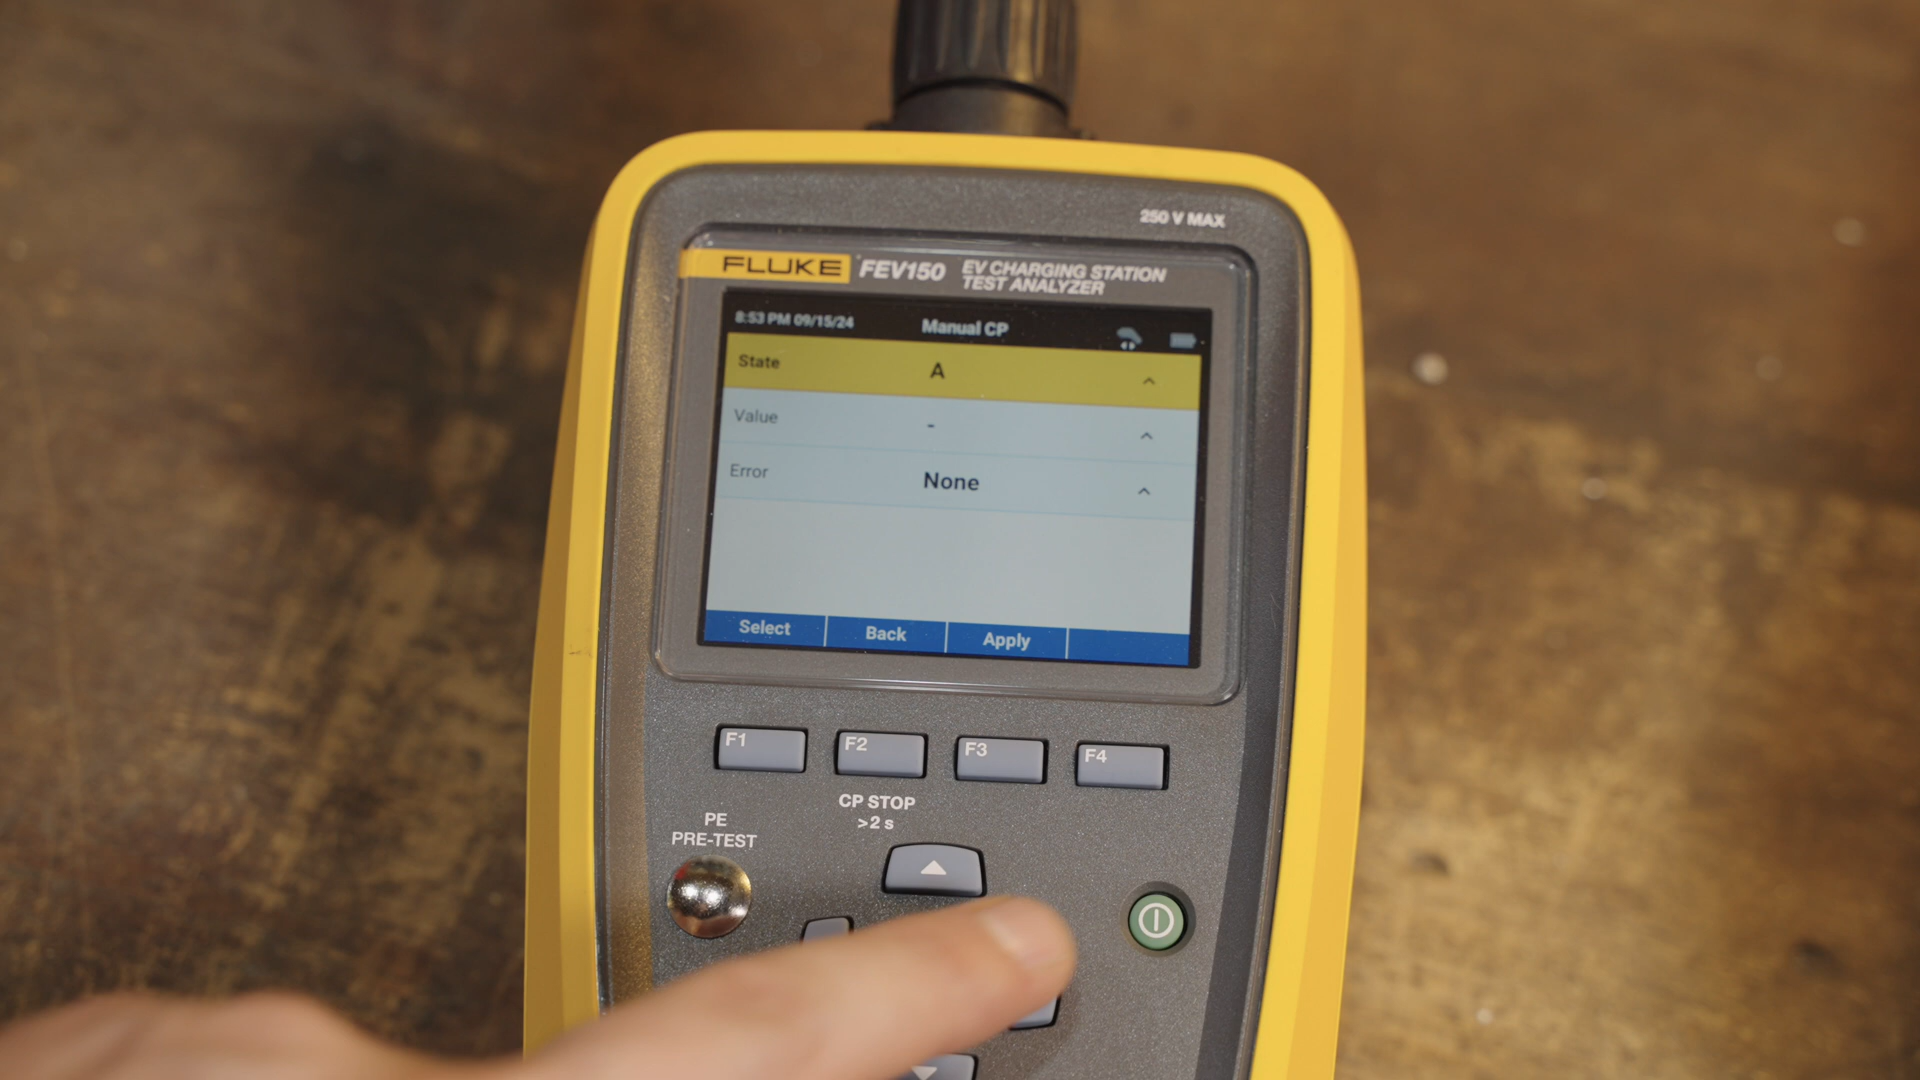 250 V MAX
FLUKE FEV150 EV CHARGING STATION
TEST ANALYZER
8:53 PM 09/15/24 Manual CP
State A
Value -
Error None
Select Back Apply
F1 F2 F3 F4
CP STOP
>2 s
PE
PRE-TEST